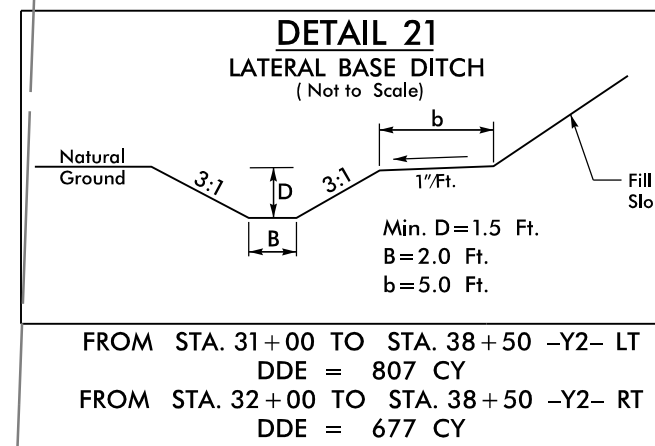 DETAIL 21
LATERAL BASE DITCH
( Not to Scale)
b
Natural
Ground
3:1
D
3:1
1"/Ft.
Fill
Slo
B
Min. D=1.5 Ft.
B=2.0 Ft.
b=5.0 Ft.
FROM STA. 31+00 TO STA. 38+50 -Y2- LT
DDE = 807 CY
FROM STA. 32+00 TO STA. 38+50 -Y2- RT
DDE = 677 CY